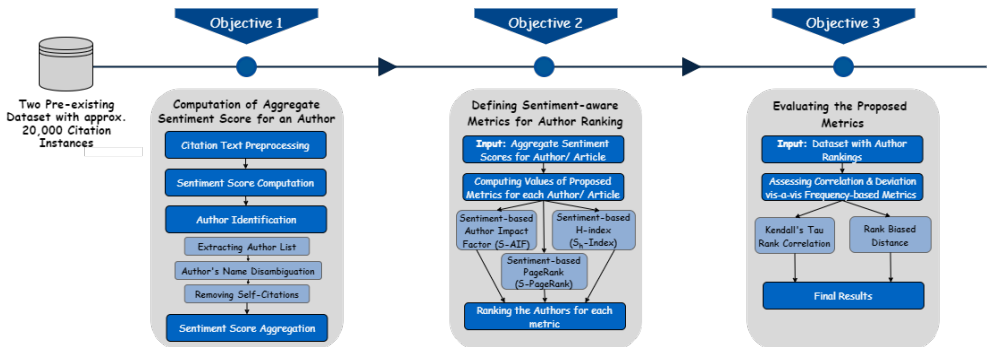 Objective 1
Objective 2
Objective 3
Two Pre-existing
Dataset with approx.
20,000 Citation
Instances
Computation of Aggregate
Sentiment Score for an Author
Citation Text Preprocessing
Sentiment Score Computation
Author Identification
Extracting Author List
Author's Name Disambiguation
Removing Self-Citations
Sentiment Score Aggregation
Defining Sentiment-aware
Metrics for Author Ranking
Input: Aggregate Sentiment
Scores for Author/ Article
Computing Values of Proposed
Metrics for each Author/ Article
Sentiment-based
Author Impact
Factor (S-AIF)
Sentiment-based
H-index
(Sₕ-Index)
Sentiment-based
PageRank
(S-PageRank)
Ranking the Authors for each
metric
Evaluating the Proposed
Metrics
Input: Dataset with Author
Rankings
Assessing Correlation & Deviation
vis-a-vis Frequency-based Metrics
Kendall's Tau
Rank Correlation
Rank Biased
Distance
Final Results